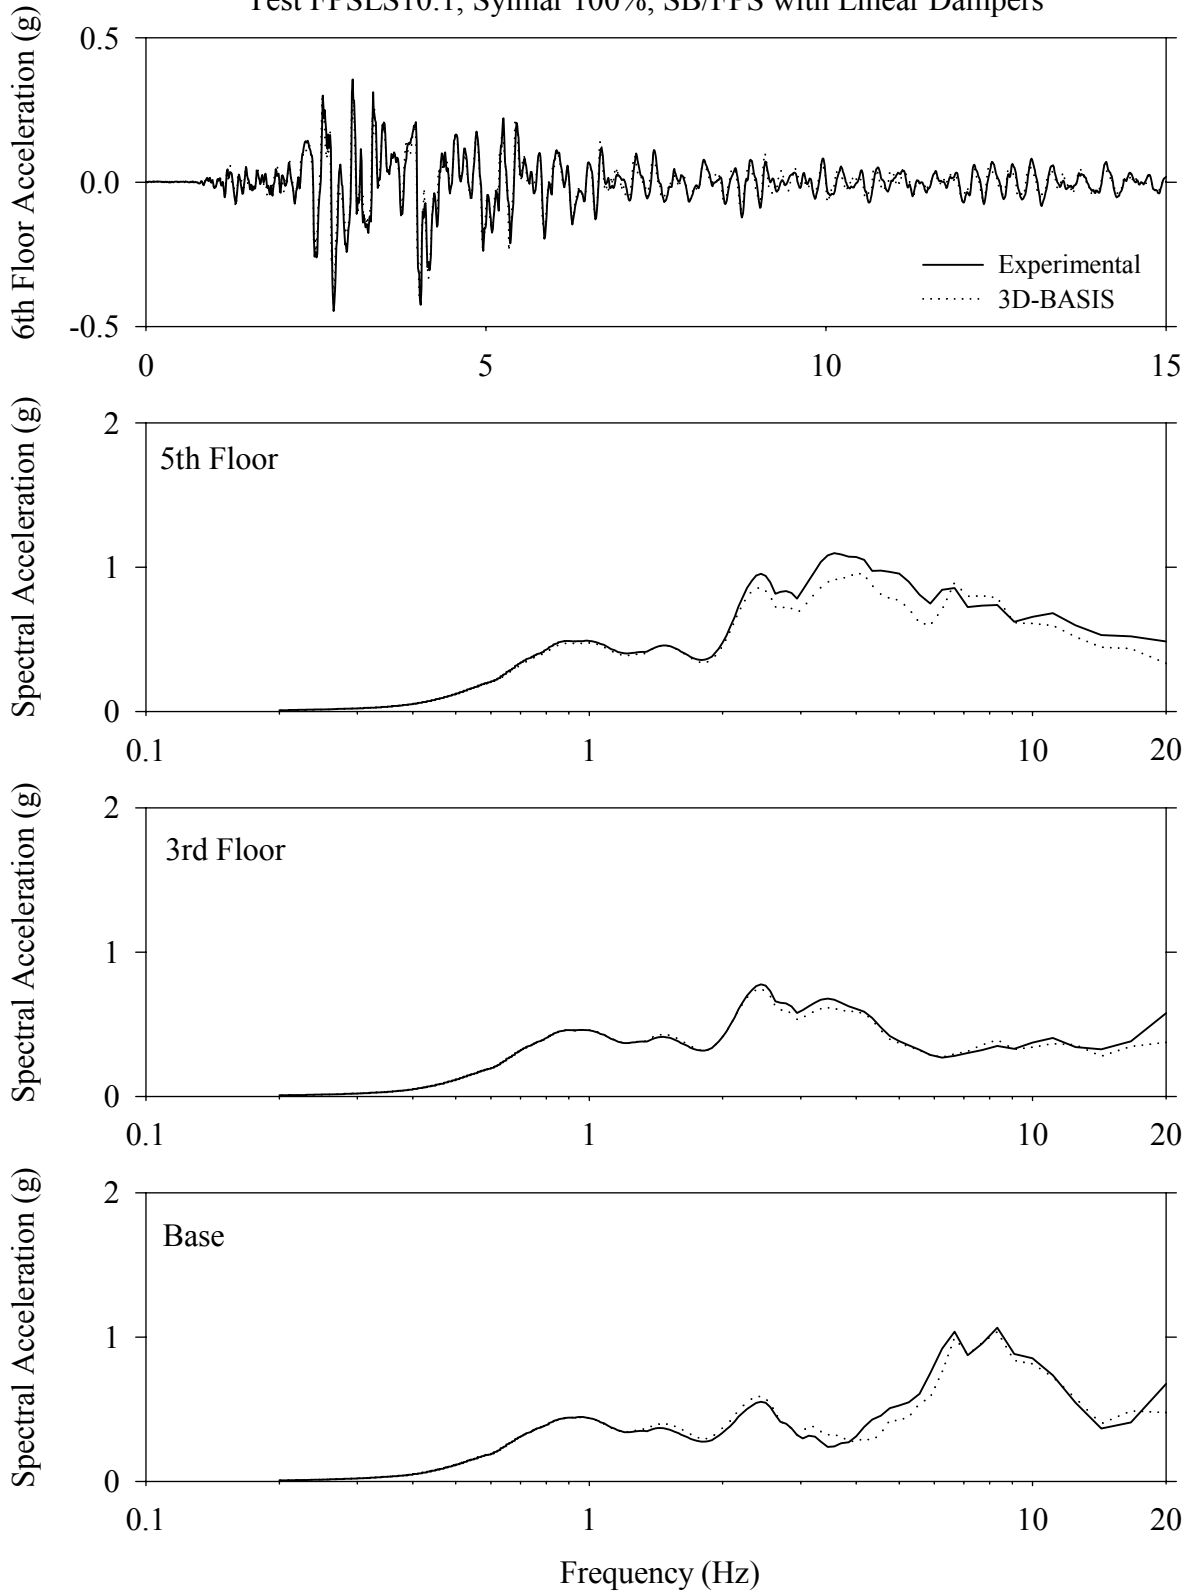 Test FPSLS10.1, Sylmar 100%, SB/FPS with Linear Dampers
6th Floor Acceleration (g)
0.5
0.0
-0.5
Experimental
3D-BASIS
0 5 10 15
Spectral Acceleration (g)
2
1
0
5th Floor
0.1 1 10 20
Spectral Acceleration (g)
2
1
0
3rd Floor
0.1 1 10 20
Spectral Acceleration (g)
2
1
0
Base
0.1 1 10 20
Frequency (Hz)